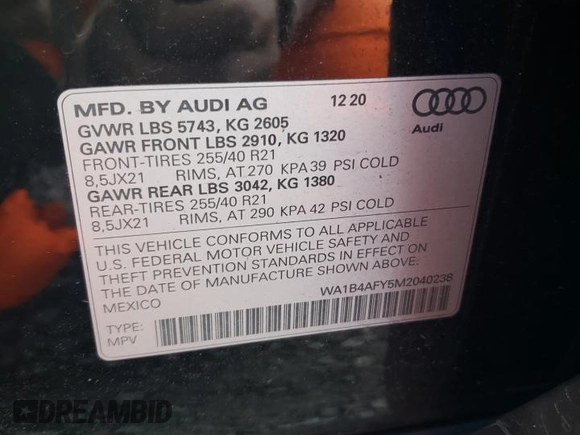 MFD. BY AUDI AG 12 20
GVWR LBS 5743, KG 2605
GAWR FRONT LBS 2910, KG 1320
FRONT-TIRES 255/40 R21
8,5JX21 RIMS, AT 270 KPA 39 PSI COLD
GAWR REAR LBS 3042, KG 1380
REAR-TIRES 255/40 R21
8,5JX21 RIMS, AT 290 KPA 42 PSI COLD
Audi
THIS VEHICLE CONFORMS TO ALL APPLICABLE
U.S. FEDERAL MOTOR VEHICLE SAFETY AND
THEFT PREVENTION STANDARDS IN EFFECT ON
THE DATE OF MANUFACTURE SHOWN ABOVE
MEXICO
WA1B4AFY5M2040238
TYPE:
MPV
DREAMBID